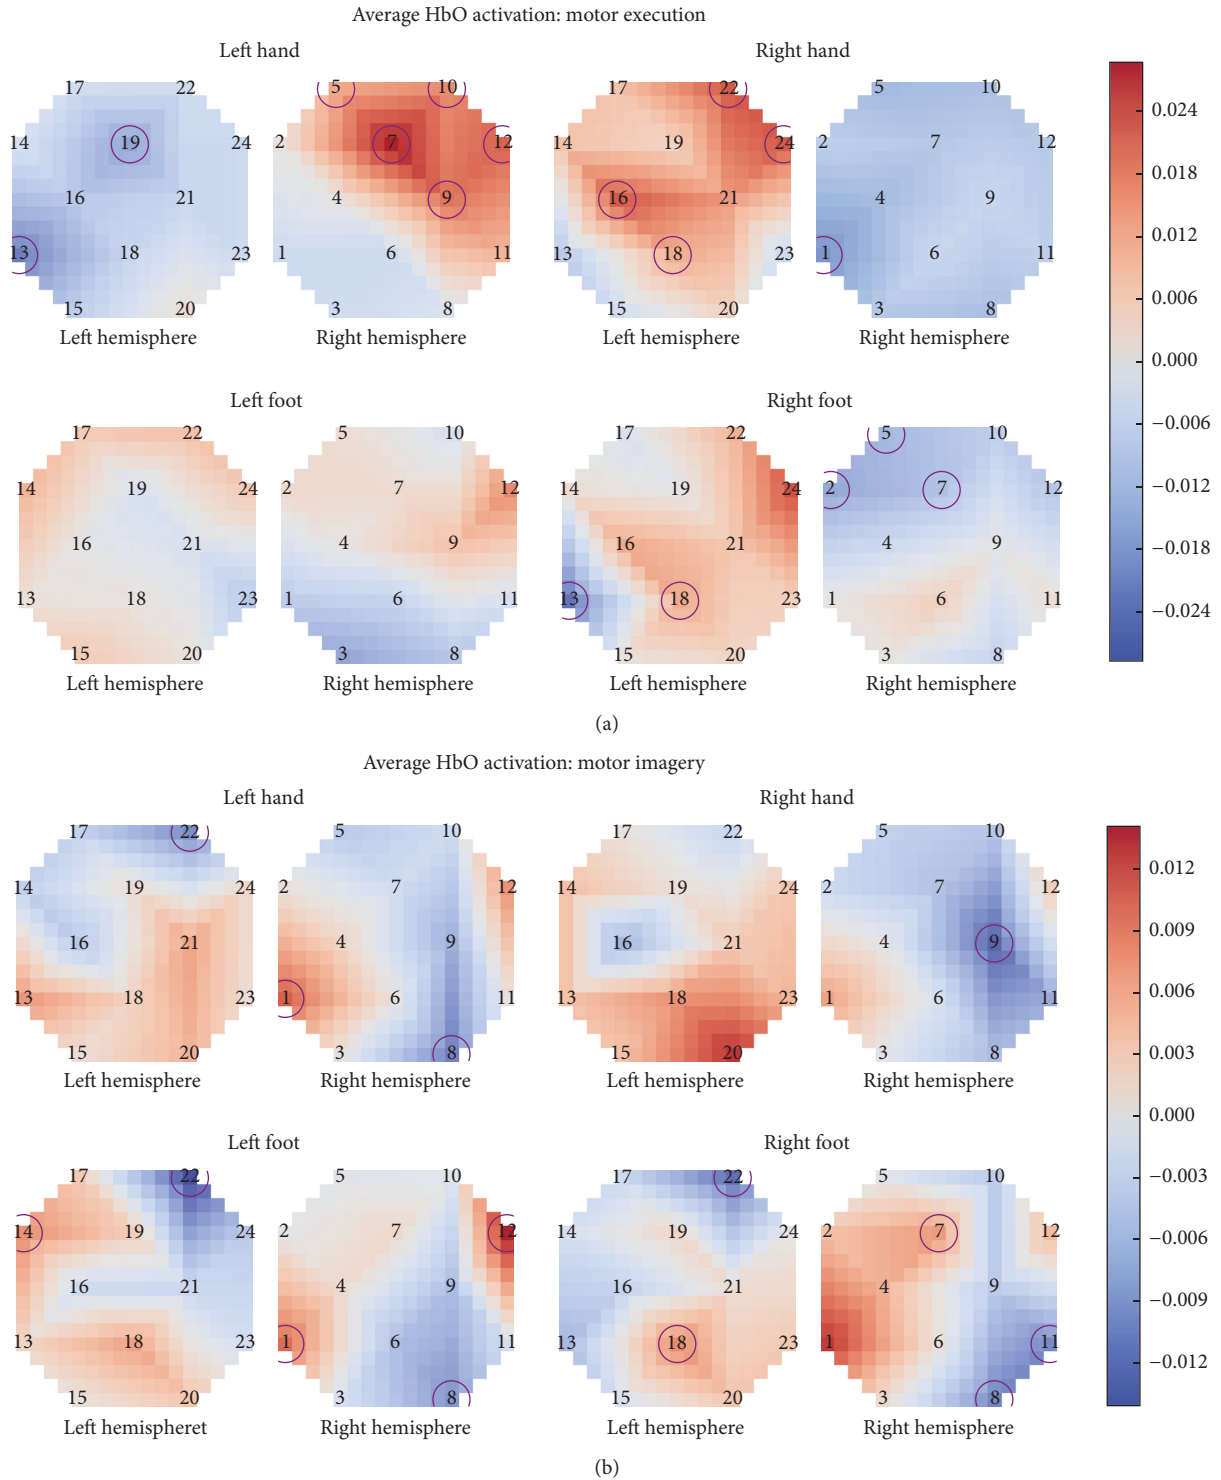 Average HbO activation: motor execution
Left hand
Right hand
17 22 5 10 17 22 5 10
14 19 24 2 7 12 14 19 24 2 7 12
16 21 4 9 16 21 4 9
13 18 23 1 6 11 13 18 23 1 6 11
15 20 3 8 15 20 3 8
Left hemisphere Right hemisphere Left hemisphere Right hemisphere
Left foot
Right foot
17 22 5 10 17 22 5 10
14 19 24 2 7 12 14 19 24 2 7 12
16 21 4 9 16 21 4 9
13 18 23 1 6 11 13 18 23 1 6 11
15 20 3 8 15 20 3 8
Left hemisphere Right hemisphere Left hemisphere Right hemisphere
0.024
0.018
0.012
0.006
0.000
−0.006
−0.012
−0.018
−0.024
(a)
Average HbO activation: motor imagery
Left hand
Right hand
17 22 5 10 17 22 5 10
14 19 24 2 7 12 14 19 24 2 7 12
16 21 4 9 16 21 4 9
13 18 23 1 6 11 13 18 23 1 6 11
15 20 3 8 15 20 3 8
Left hemisphere Right hemisphere Left hemisphere Right hemisphere
Left foot
Right foot
17 22 5 10 17 22 5 10
14 19 24 2 7 12 14 19 24 2 7 12
16 21 4 9 16 21 4 9
13 18 23 1 6 11 13 18 23 1 6 11
15 20 3 8 15 20 3 8
Left hemispheret Right hemisphere Left hemisphere Right hemisphere
0.012
0.009
0.006
0.003
0.000
−0.003
−0.006
−0.009
−0.012
(b)